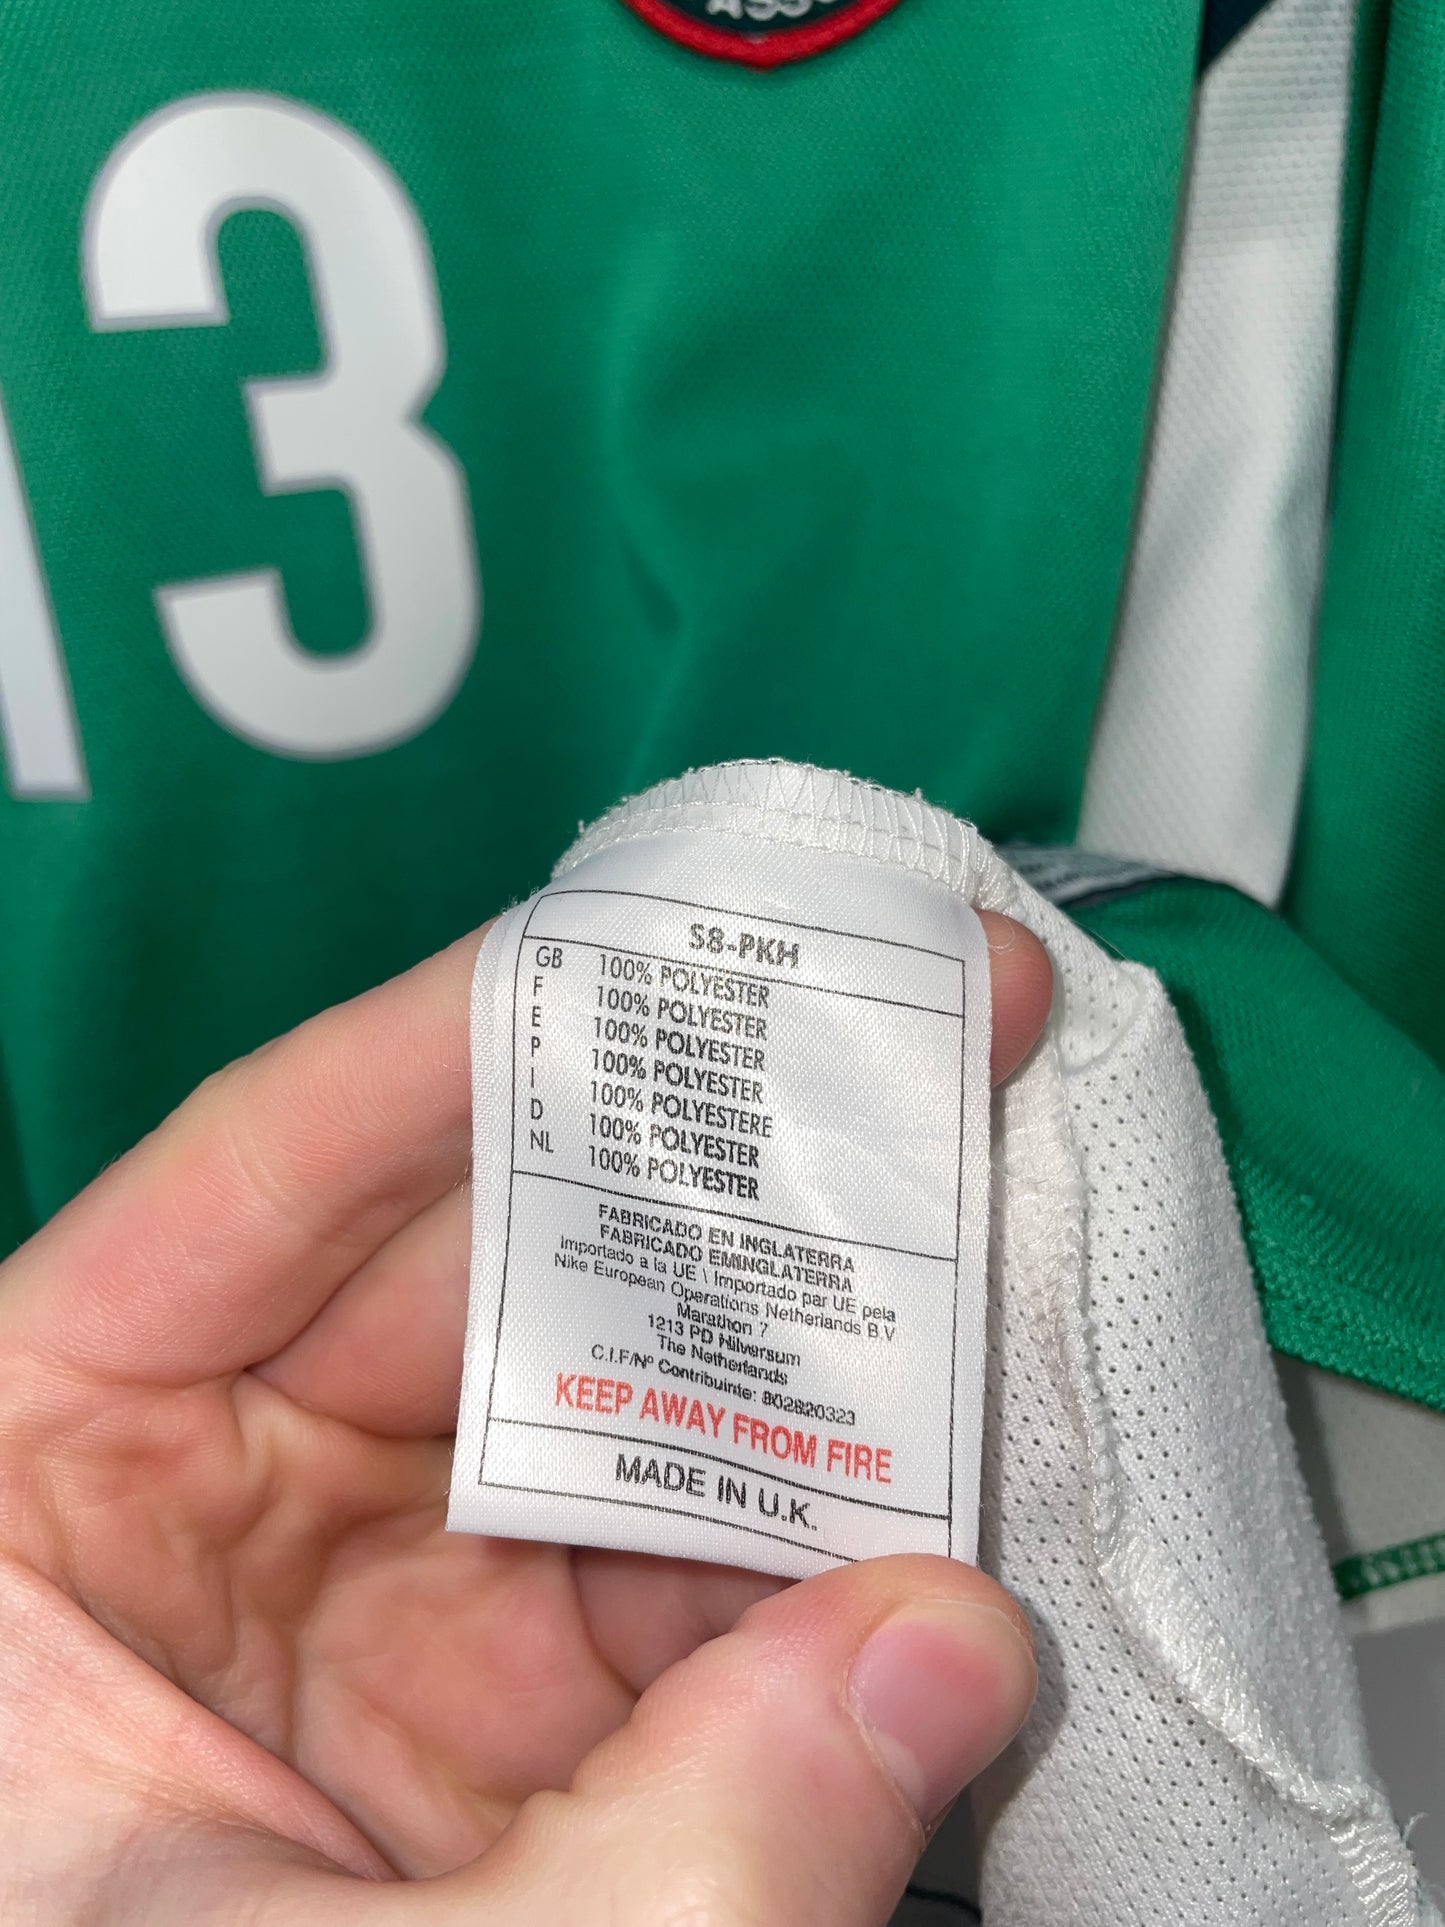 ASSO
13
S8-PKH
GB 100% POLYESTER
F 100% POLYESTER
E 100% POLYESTER
P 100% POLYESTER
I 100% POLYESTERE
D 100% POLYESTER
NL 100% POLYESTER
FABRICADO EN INGLATERRA
FABRICADO EMINGLATERRA
Importado a la UE \ Importado par UE pela
Nike European Operations Netherlands B.V
Marathon 7
1213 PD Hilversum
The Netherlands
C.I.F/Nº Contribuinte: 802820323
KEEP AWAY FROM FIRE
MADE IN U.K.